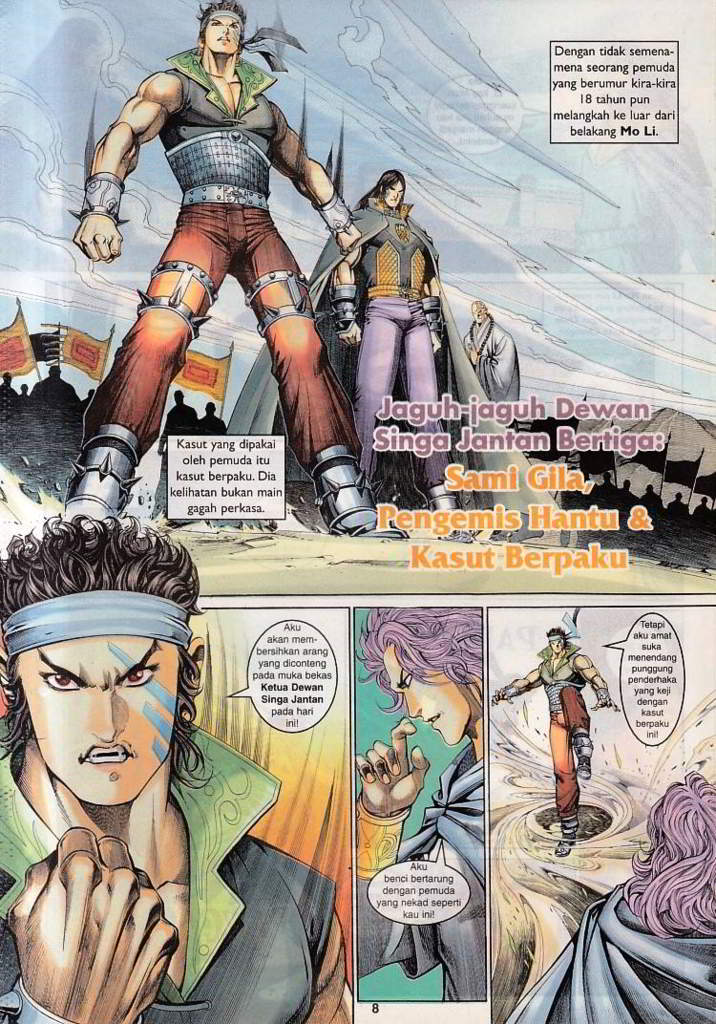 Dengan tidak semena-
mena seorang pemuda
yang berumur kira-kira
18 tahun pun
melangkah ke luar dari
belakang Mo Li.
Jaguh-jaguh Dewan
Singa Jantan Bertiga:
Sami Gila,
Pengemis Hantu &
Kasut Berpaku
Kasut yang dipakai
oleh pemuda itu
kasut berpaku. Dia
kelihatan bukan main
gagah perkasa.
Aku
akan mem-
bersihkan arang
yang diconteng
pada muka bekas
Ketua Dewan
Singa Jantan
pada hari
ini!
Aku
benci bertarung
dengan pemuda
yang nekad seperti
kau ini!
Tetapi
aku amat
suka
menendang
punggung
penderhaka
yang keji
dengan
kasut
berpaku
ini!
8